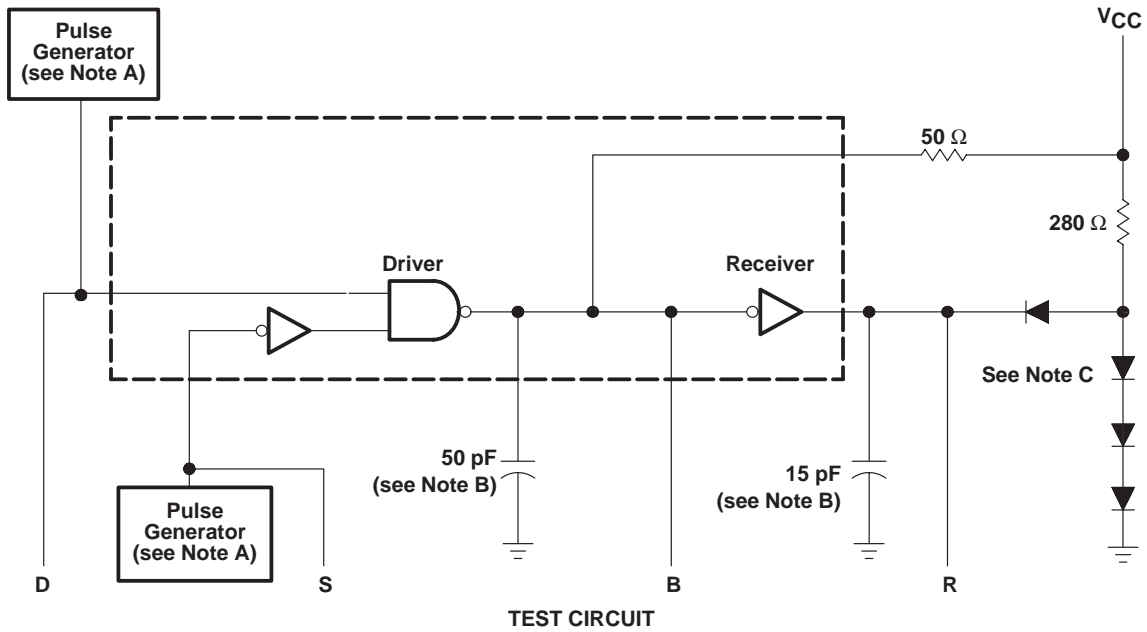 Pulse
Generator
(see Note A)
VCC
50 Ω
280 Ω
Driver
Receiver
See Note C
50 pF
(see Note B)
15 pF
(see Note B)
Pulse
Generator
(see Note A)
D
S
B
R
TEST CIRCUIT